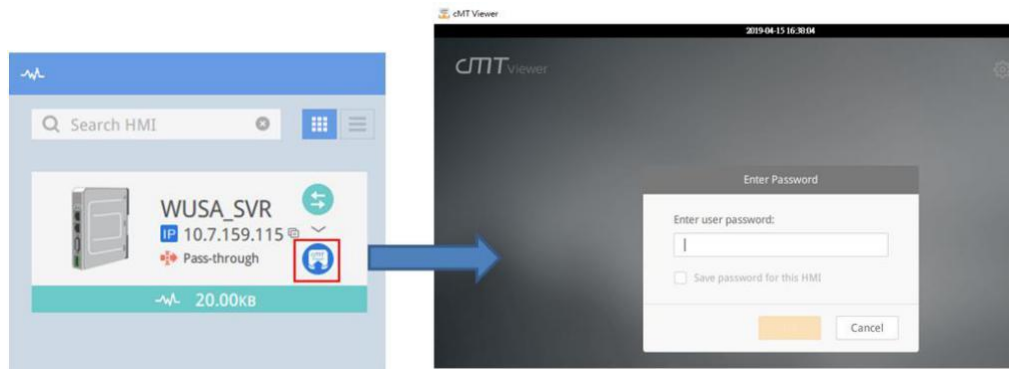 Search HMI
WUSA_SVR
IP 10.7.159.115
Pass-through
20.00KB
cMT Viewer
2019-04-15 16:38:04
cMT Viewer
Enter Password
Enter user password:
Save password for this HMI
Cancel